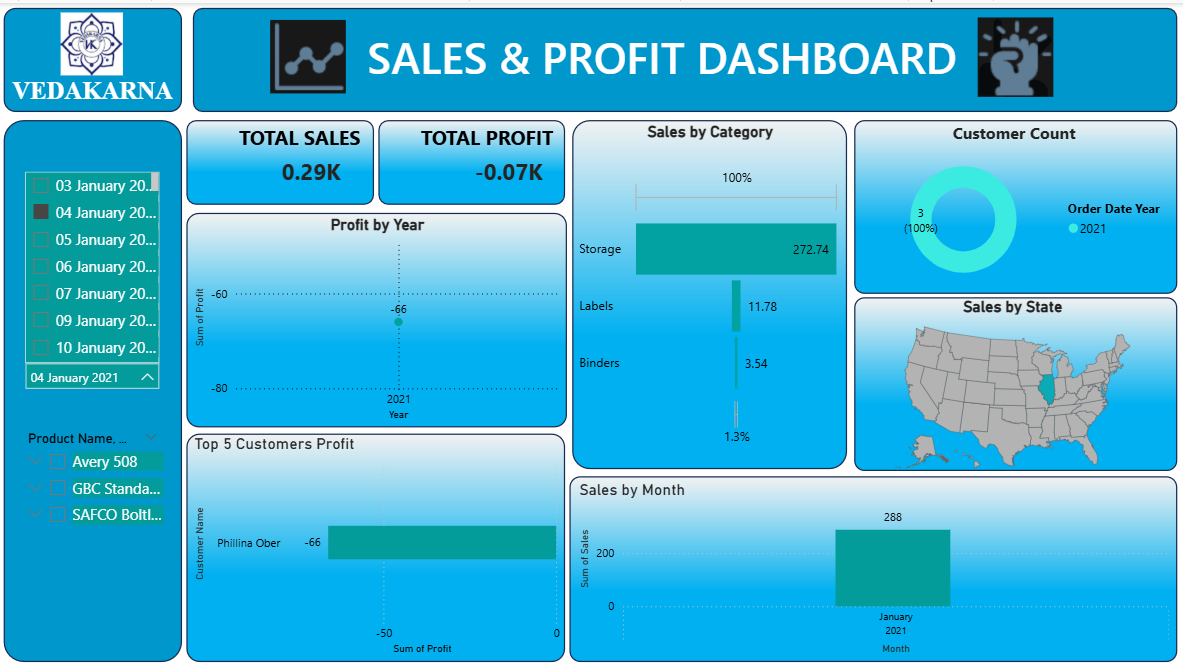 VK
VEDAKARNA
SALES & PROFIT DASHBOARD
03 January 20...
04 January 20...
05 January 20...
06 January 20...
07 January 20...
09 January 20...
10 January 20...
04 January 2021
Product Name, ...
Avery 508
GBC Standa...
SAFCO Boltl...
TOTAL SALES
0.29K
TOTAL PROFIT
-0.07K
Profit by Year
Sum of Profit
-60
-66
-80
2021
Year
Top 5 Customers Profit
Customer Name
Phillina Ober
-66
-50
0
Sum of Profit
Sales by Category
100%
Storage
272.74
Labels
11.78
Binders
3.54
1.3%
Customer Count
3
(100%)
Order Date Year
2021
Sales by State
Sales by Month
Sum of Sales
288
200
0
January
2021
Month